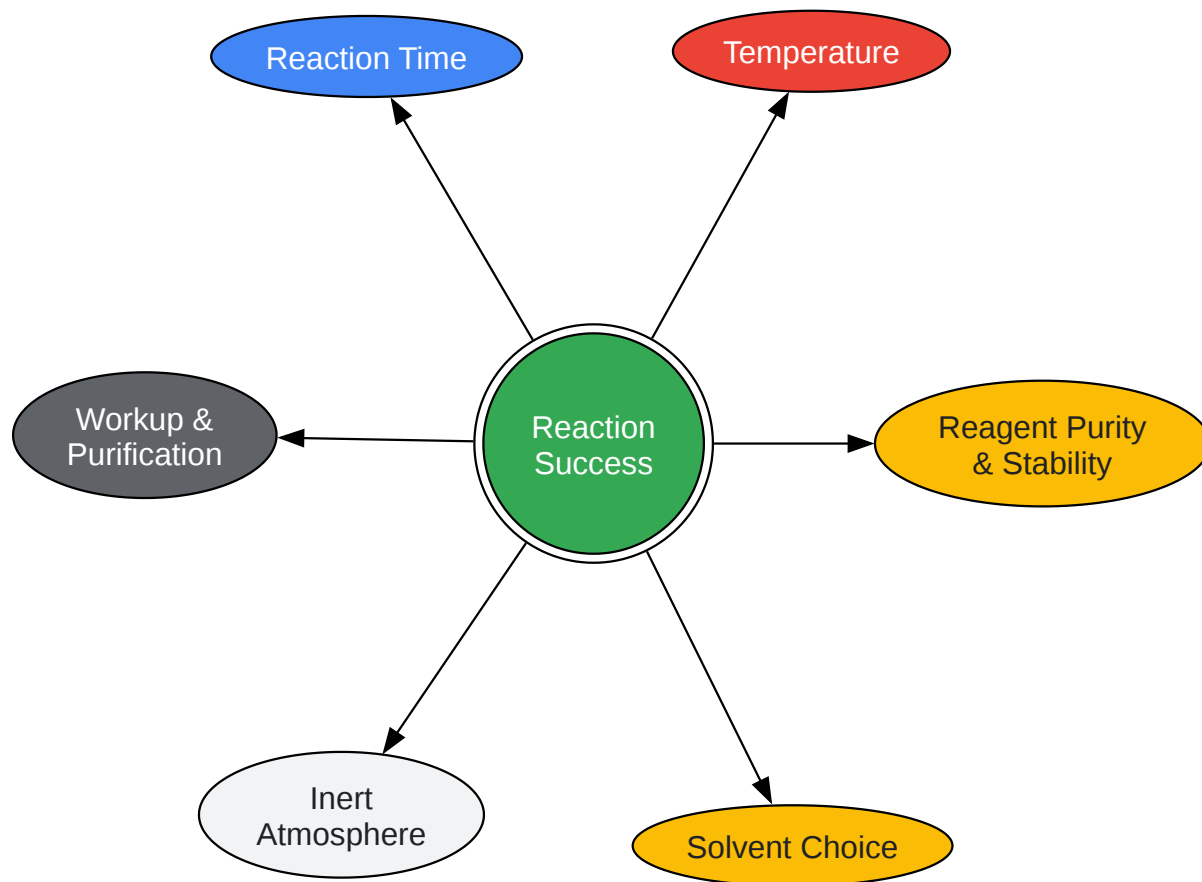 Reaction Time
Temperature
Workup &
Purification
Reaction
Success
Reagent Purity
& Stability
Inert
Atmosphere
Solvent Choice